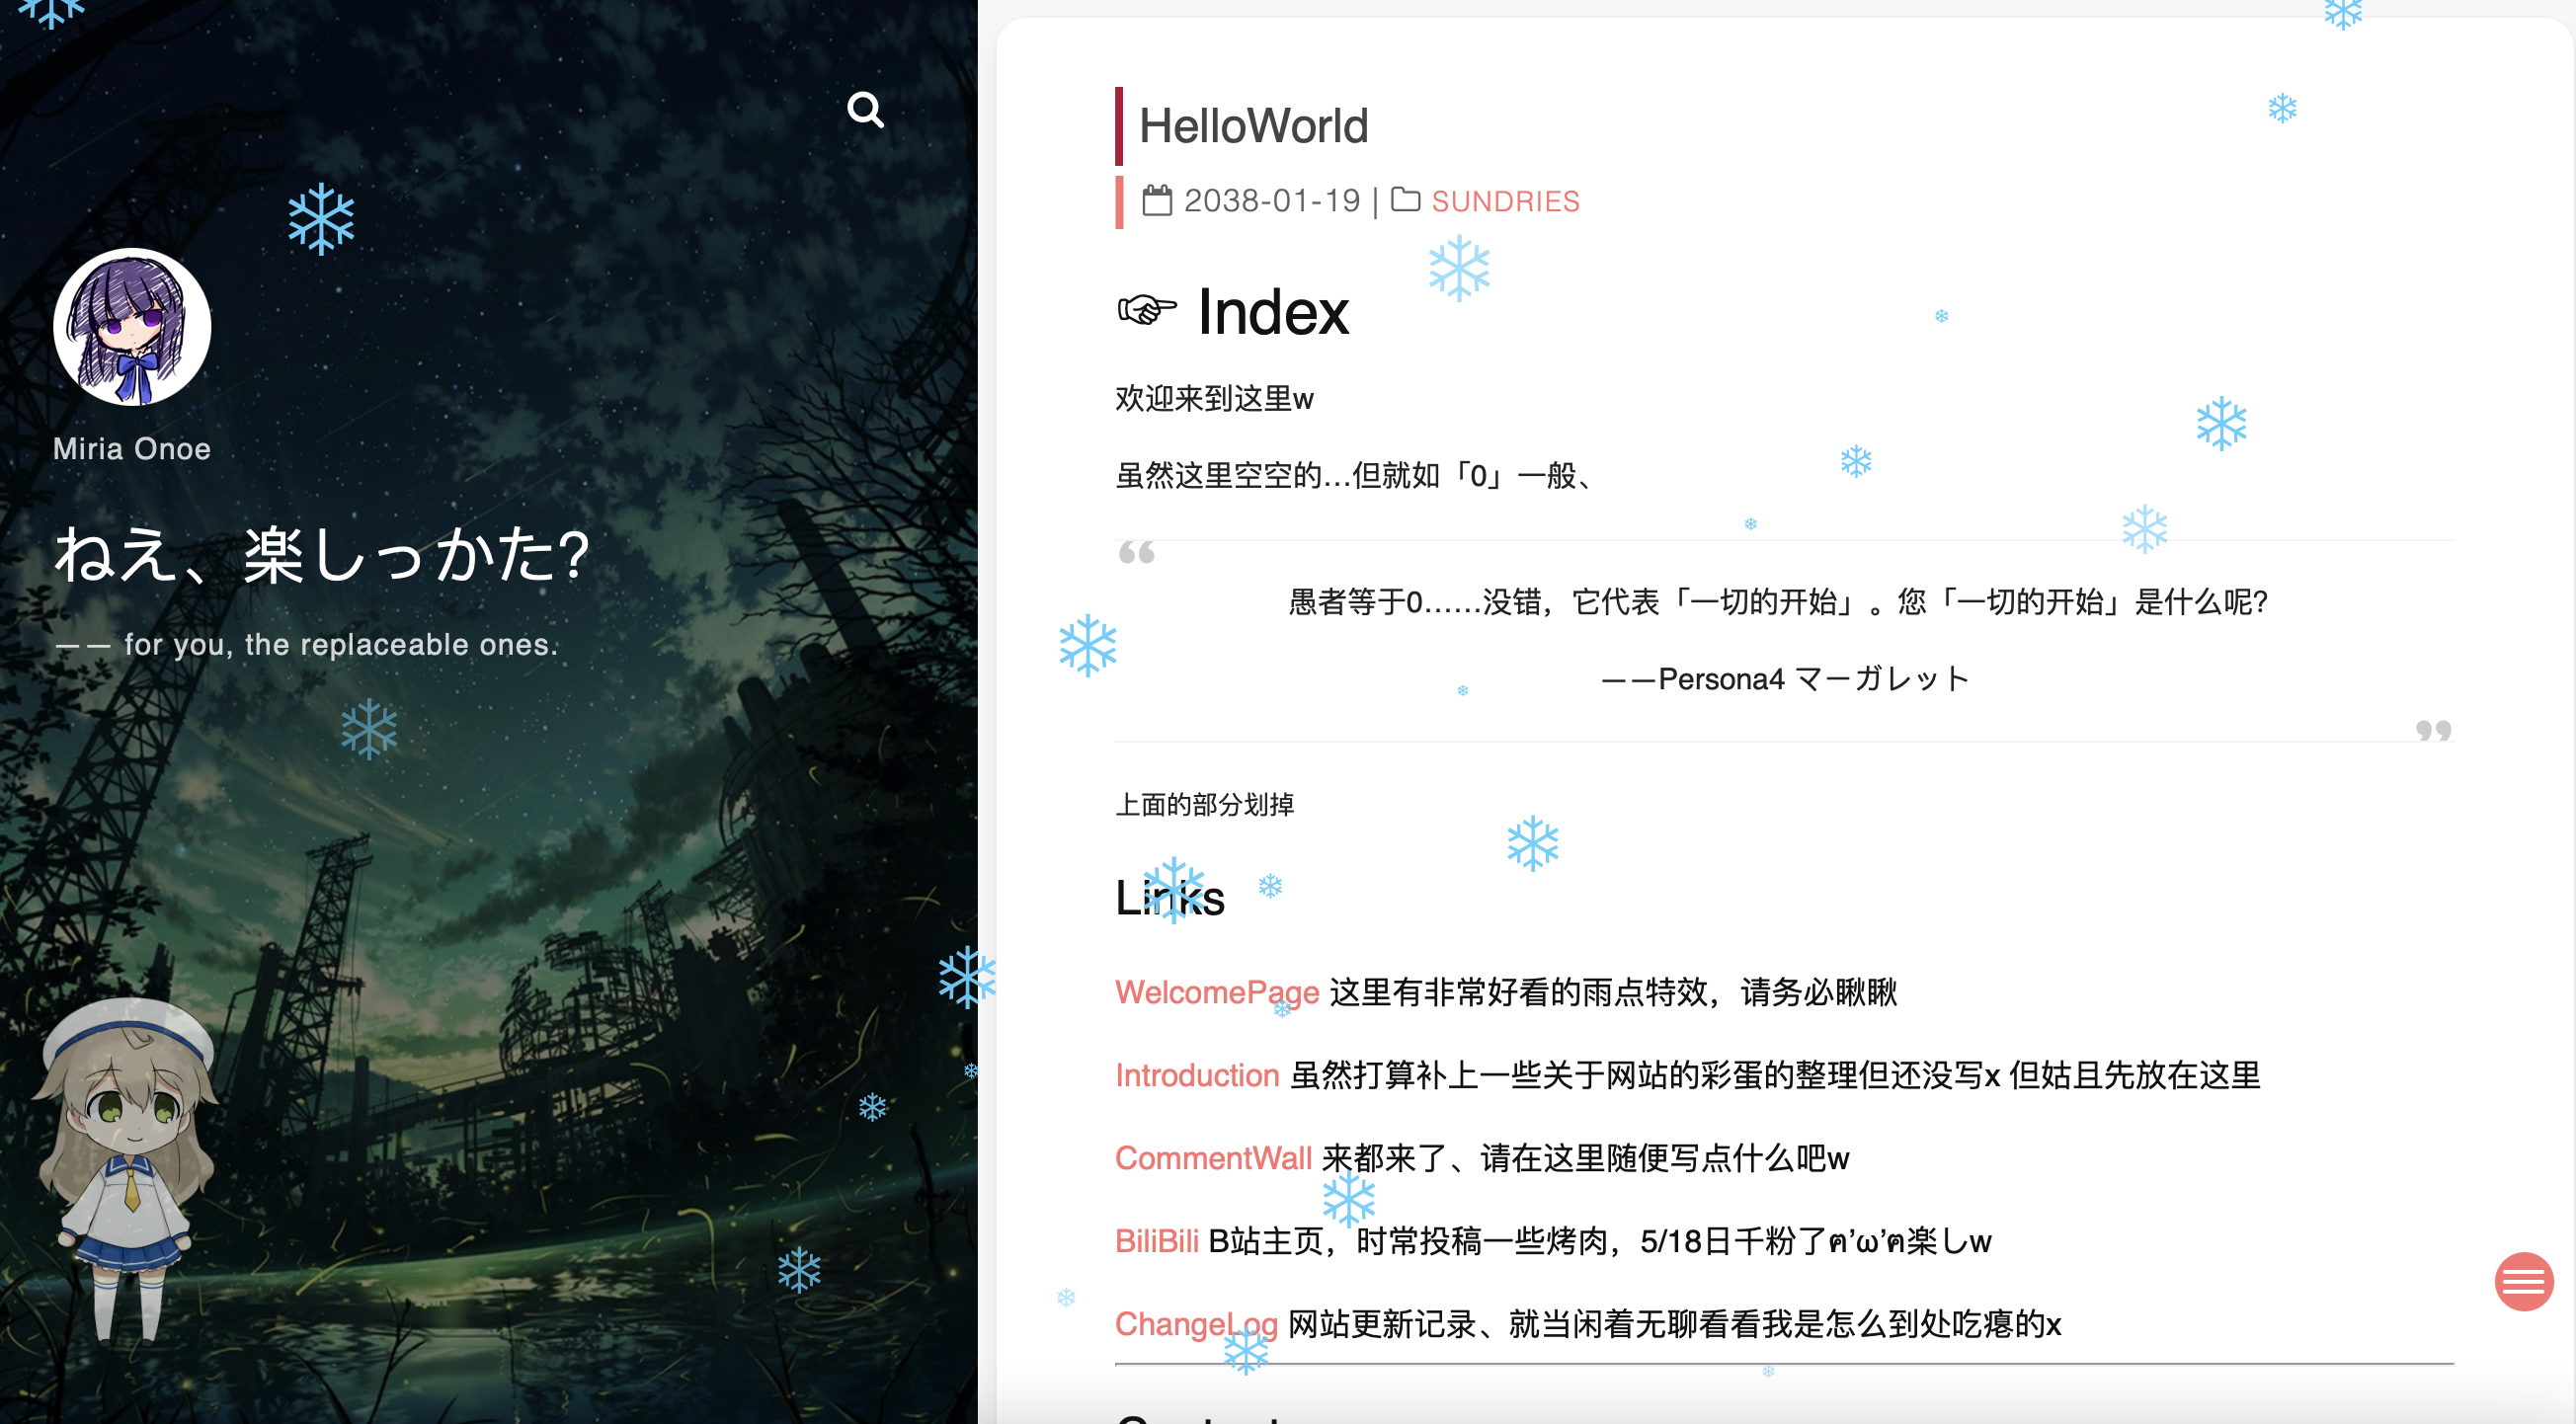 Miria Onoe
ねえ、楽しっかた?
—— for you, the replaceable ones.
HelloWorld
2038-01-19 | SUNDRIES
☞ Index
欢迎来到这里w
虽然这里空空的...但就如「0」一般、
“
愚者等于0……没错，它代表「一切的开始」。您「一切的开始」是什么呢?
——Persona4 マーガレット
”
上面的部分划掉
Links
WelcomePage 这里有非常好看的雨点特效，请务必瞅瞅
Introduction 虽然打算补上一些关于网站的彩蛋的整理但还没写x 但姑且先放在这里
CommentWall 来都来了、请在这里随便写点什么吧w
BiliBili B站主页，时常投稿一些烤肉，5/18日千粉了ฅ’ω’ฅ楽しw
ChangeLog 网站更新记录、就当闲着无聊看看我是怎么到处吃瘪的x